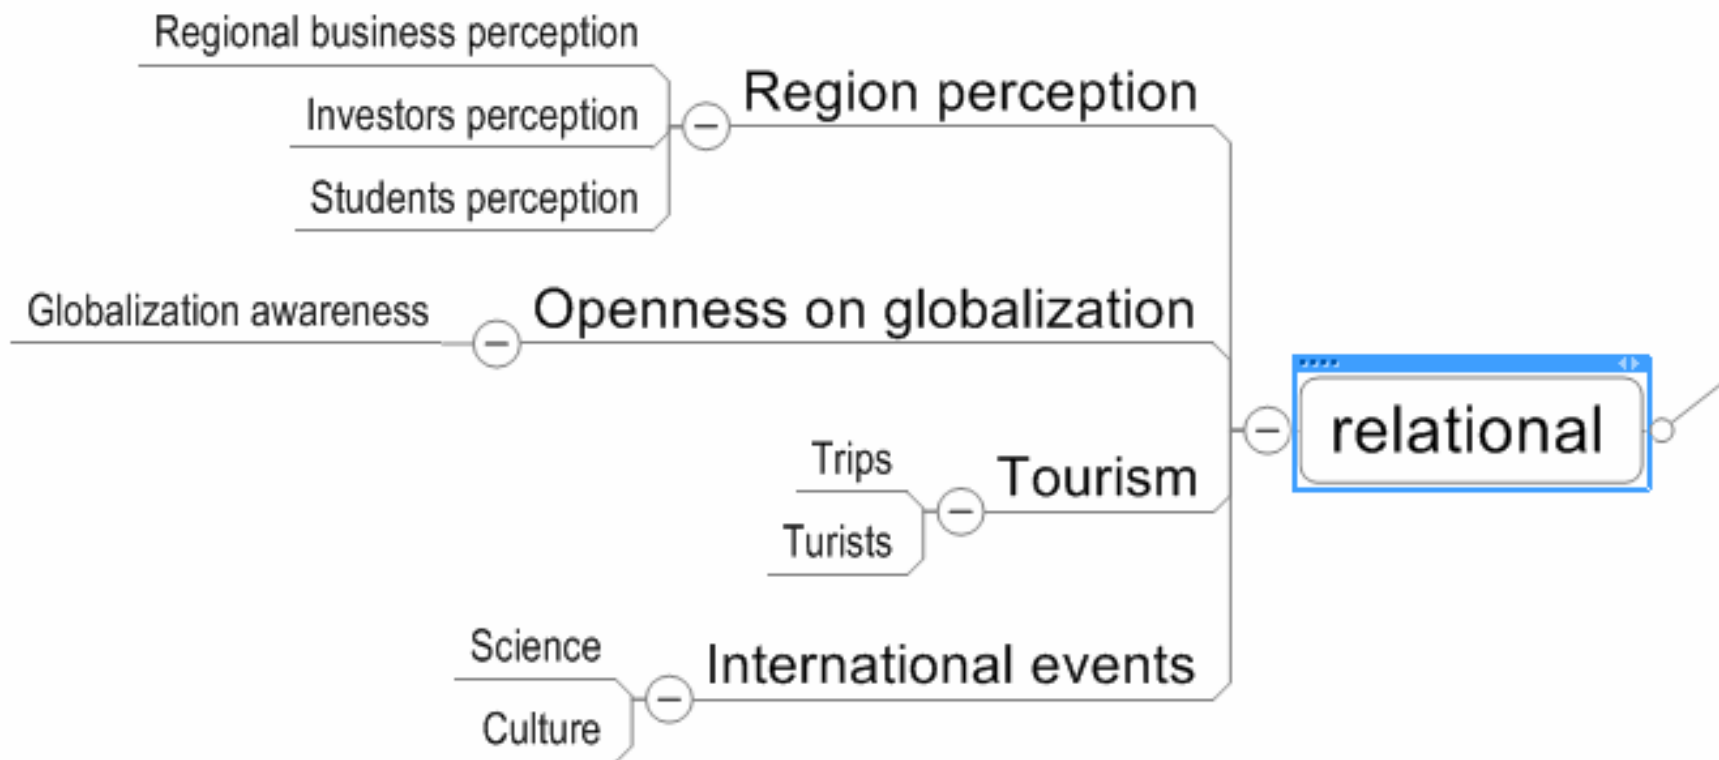 Regional business perception
Investors perception
Students perception
Region perception
Globalization awareness
Openness on globalization
Trips
Turists
Tourism
Science
Culture
International events
relational